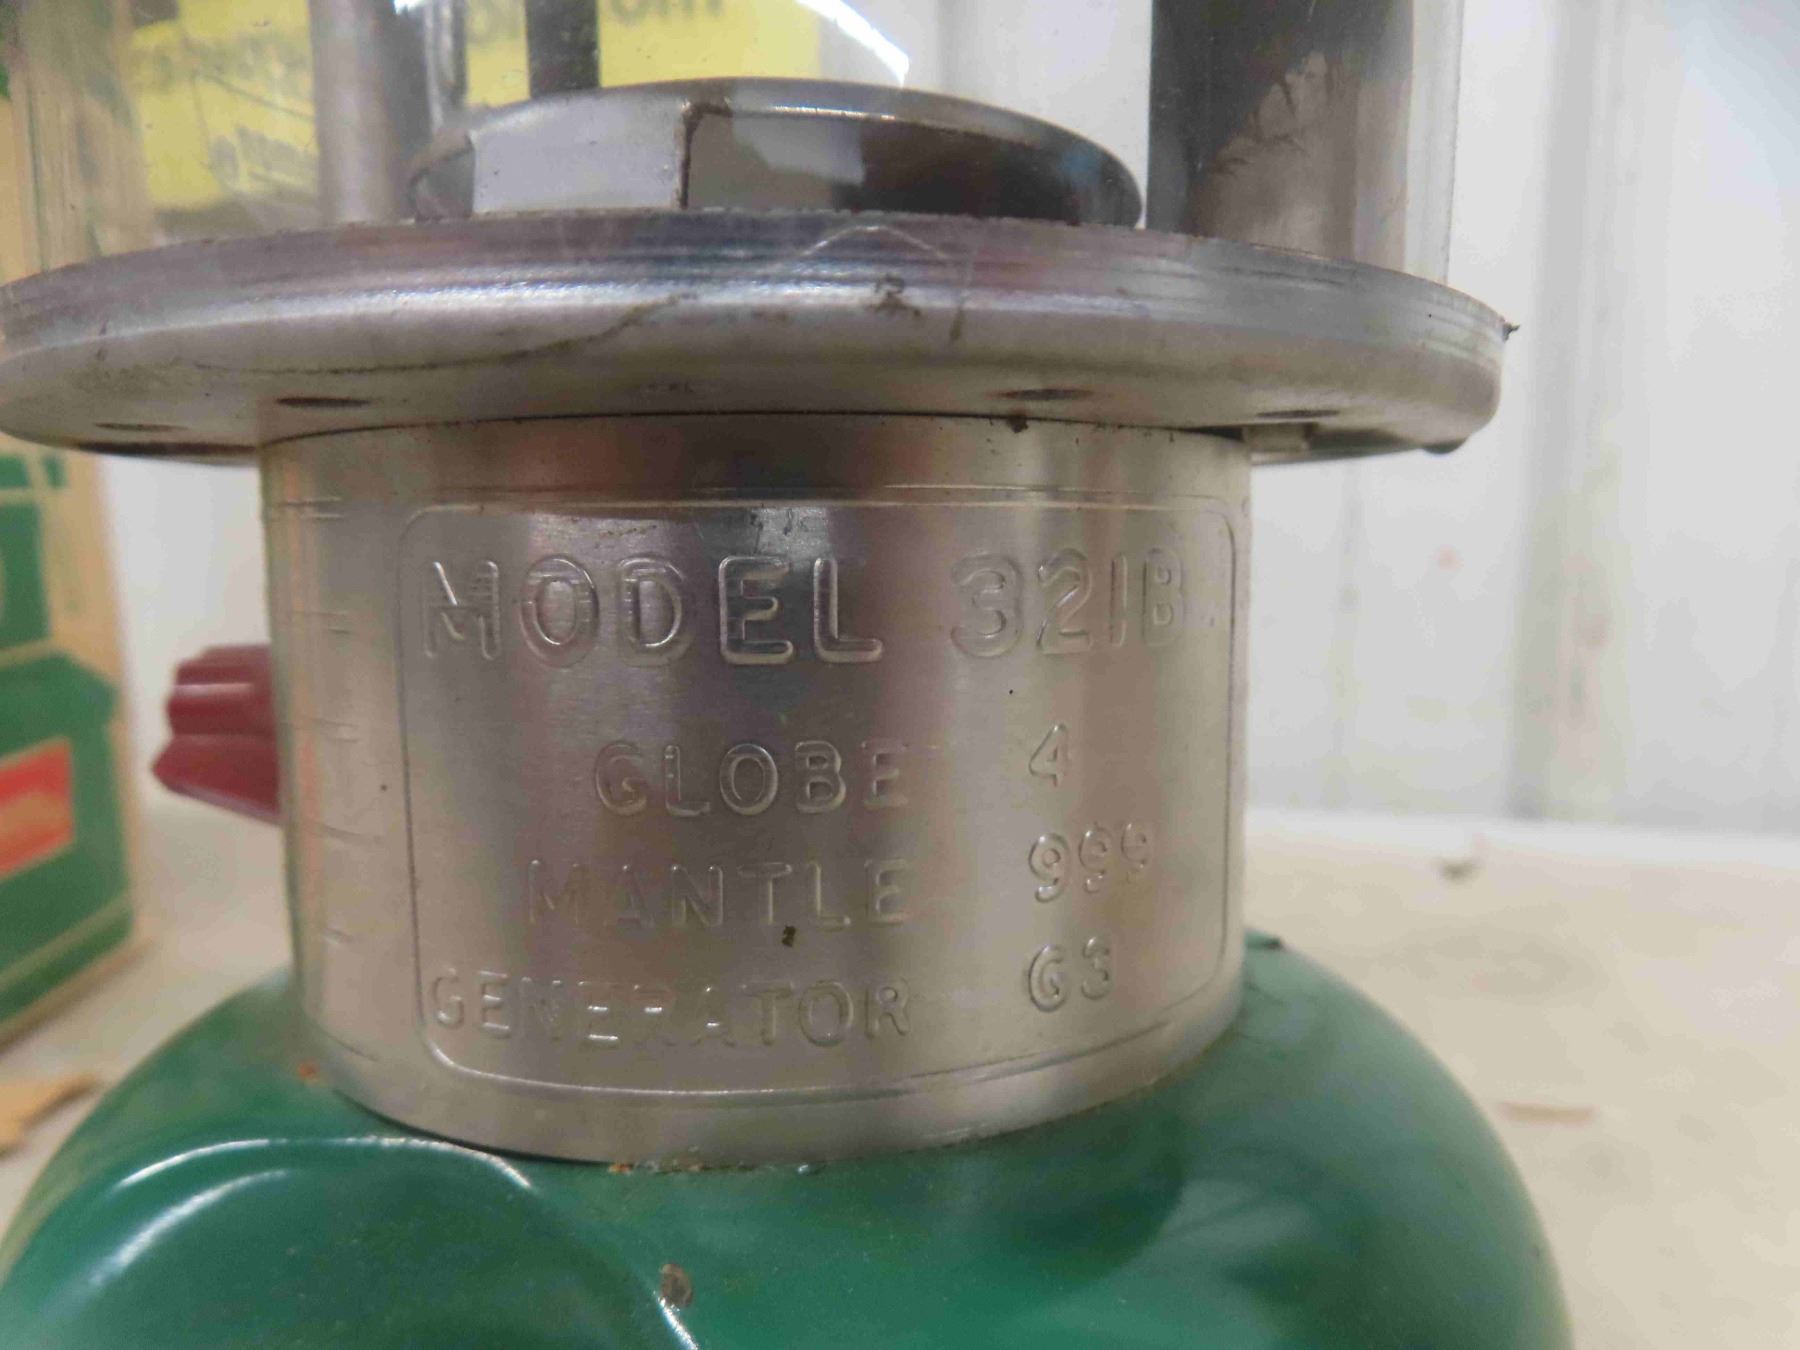 MODEL 321B
GLOBE 4
MANTLE 999
GENERATOR G3